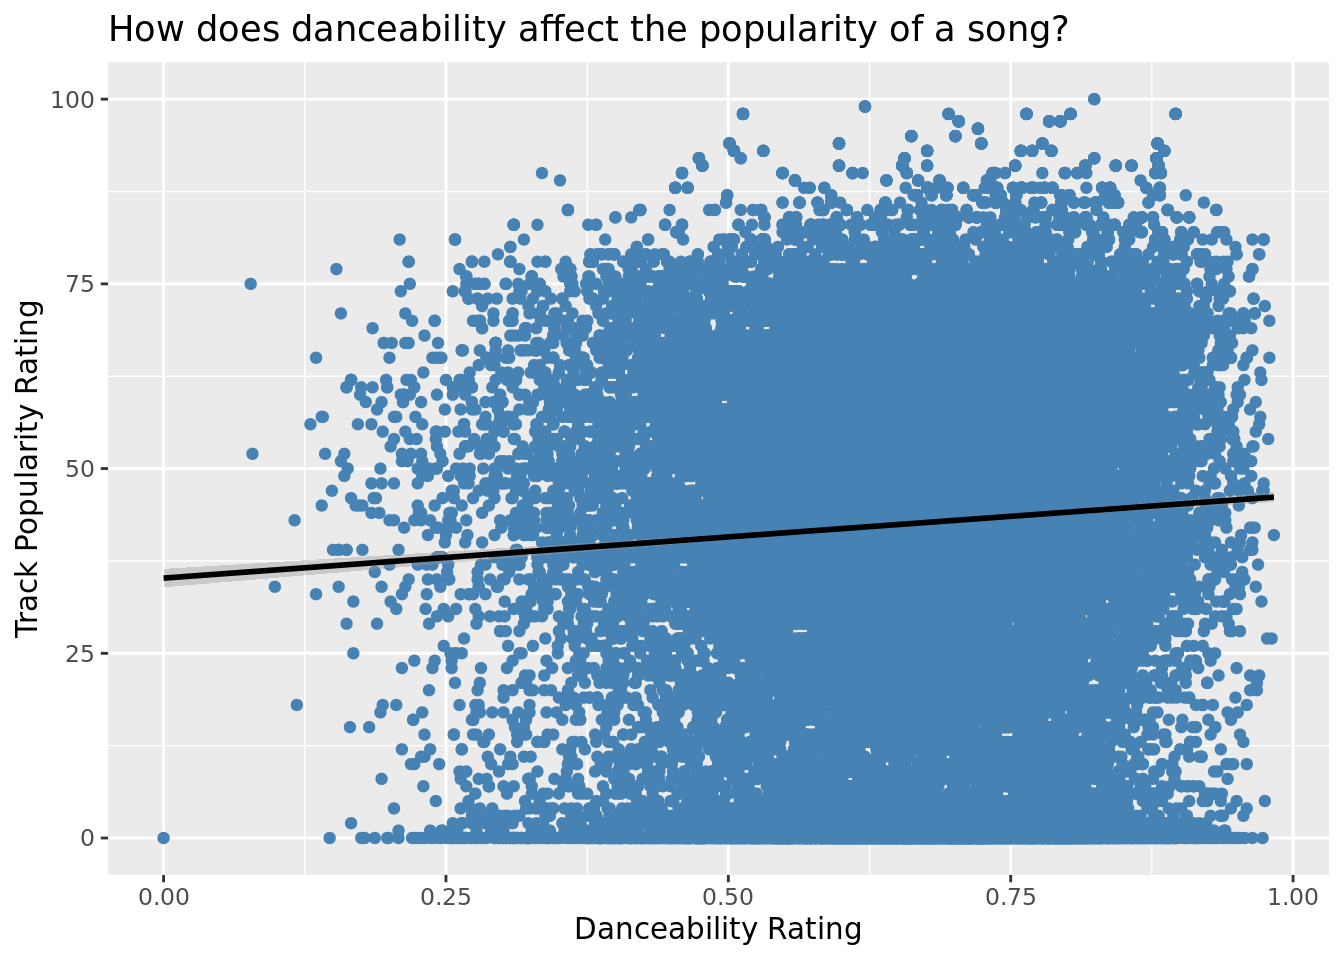 How does danceability affect the popularity of a song?
Track Popularity Rating
100
75
50
25
0
0.00 0.25 0.50 0.75 1.00
Danceability Rating